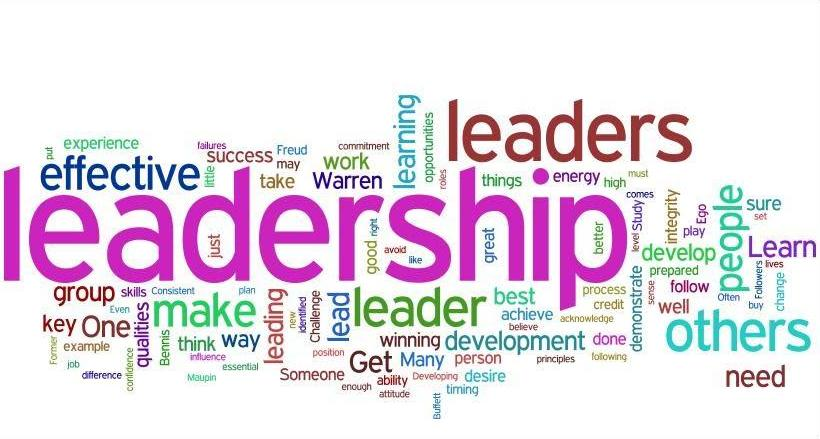 leadership
leaders
learning
opportunities
roles
experience
put
effective
failures
success
little
Freud
may
take
commitment
work
Warren
things
energy
high
must
comes
Study
level
integrity
play
Ego
people
sure
set
Learn
just
good
right
avoid
like
great
better
develop
prepared
sense
follow
Often
Followers
lives
buy
change
group
skills
Consistent
plan
Even
make
key
One
qualities
Bennis
think
way
influence
essential
Maupin
Former
example
job
difference
confidence
leading
new
identified
Challenge
lead
leader
position
Someone
enough
Get
ability
attitude
Many
Developing
Buffett
winning
development
person
desire
timing
best
achieve
believe
acknowledge
process
credit
principles
done
following
demonstrate
well
others
need